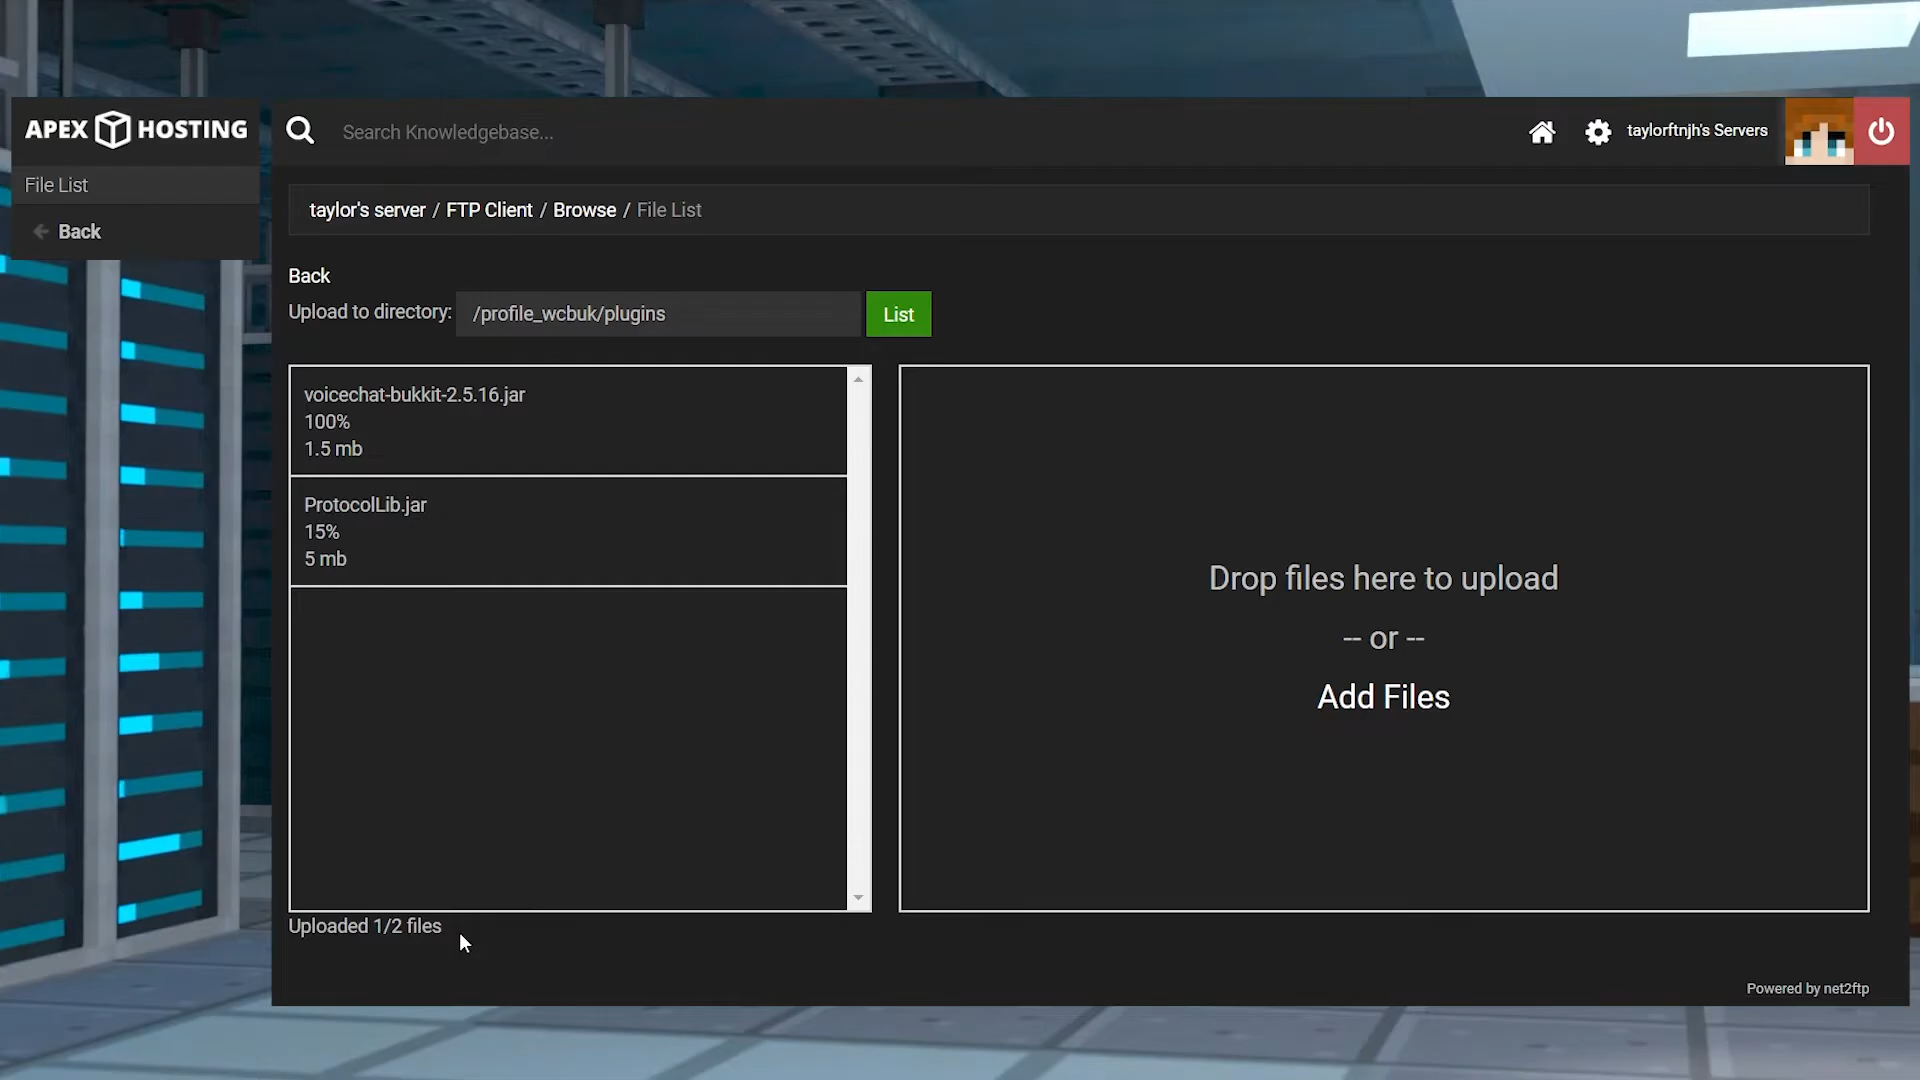 APEX HOSTING
Search Knowledgebase...
taylorftnjh's Servers
File List
Back
taylor's server / FTP Client / Browse / File List
Back
Upload to directory: /profile_wcbuk/plugins List
voicechat-bukkit-2.5.16.jar
100%
1.5 mb
ProtocolLib.jar
15%
5 mb
Drop files here to upload
-- or --
Add Files
Uploaded 1/2 files
Powered by net2ftp